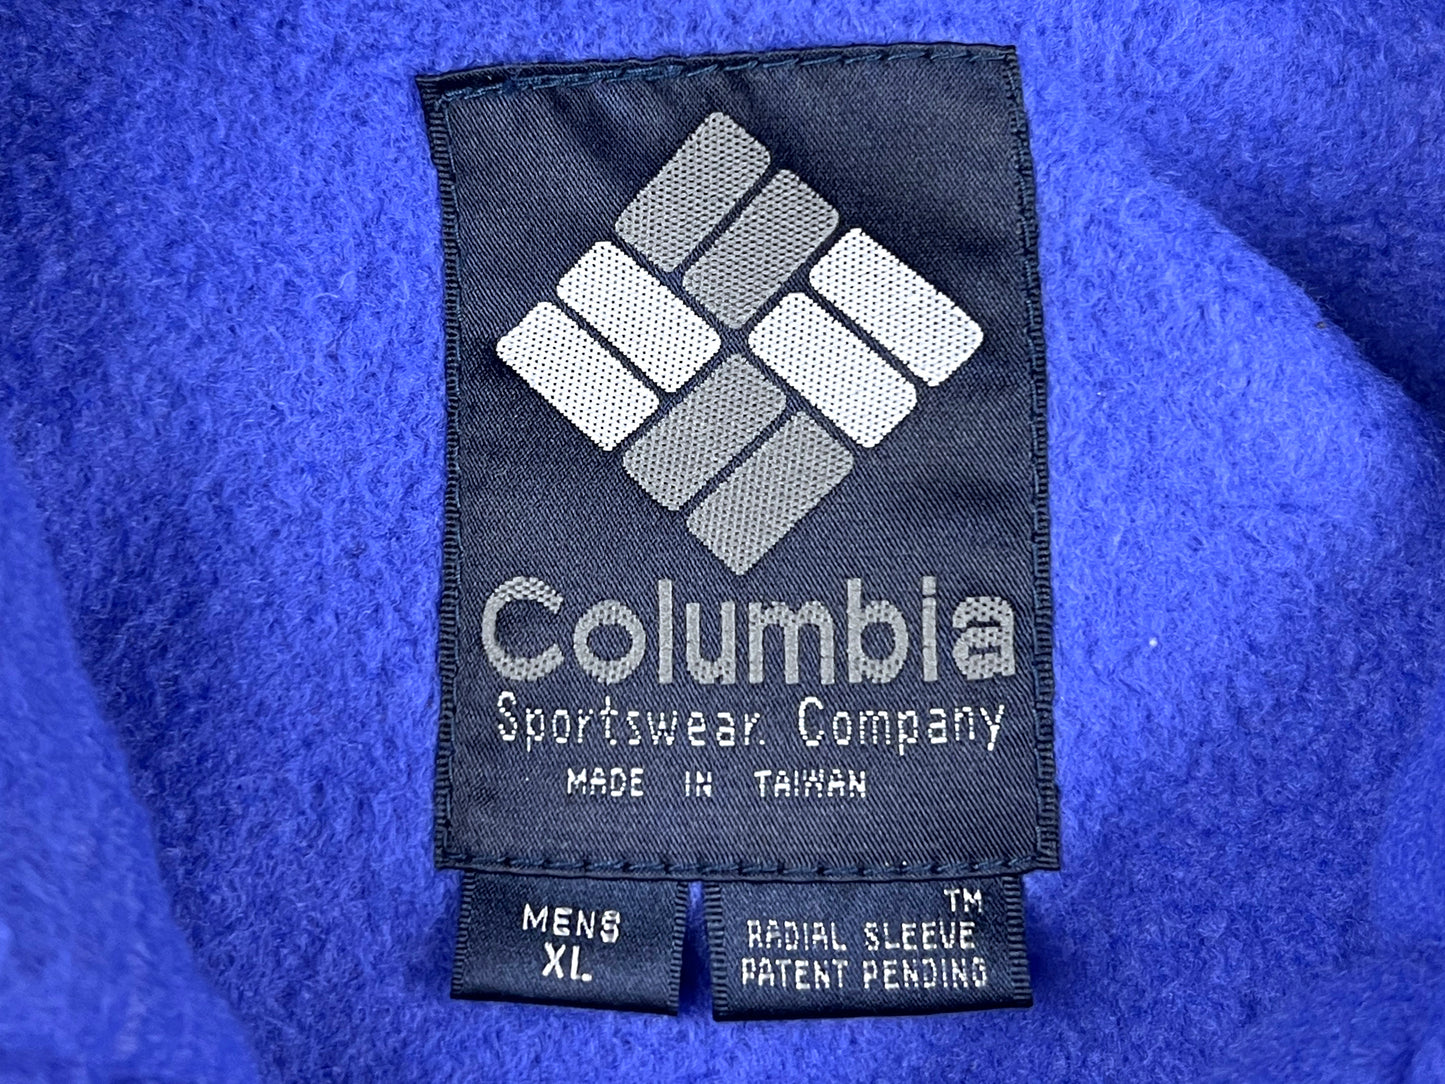 Columbia
Sportswear. Company
MADE IN TAIWAN
MENS
XL
TM
RADIAL SLEEVE
PATENT PENDING